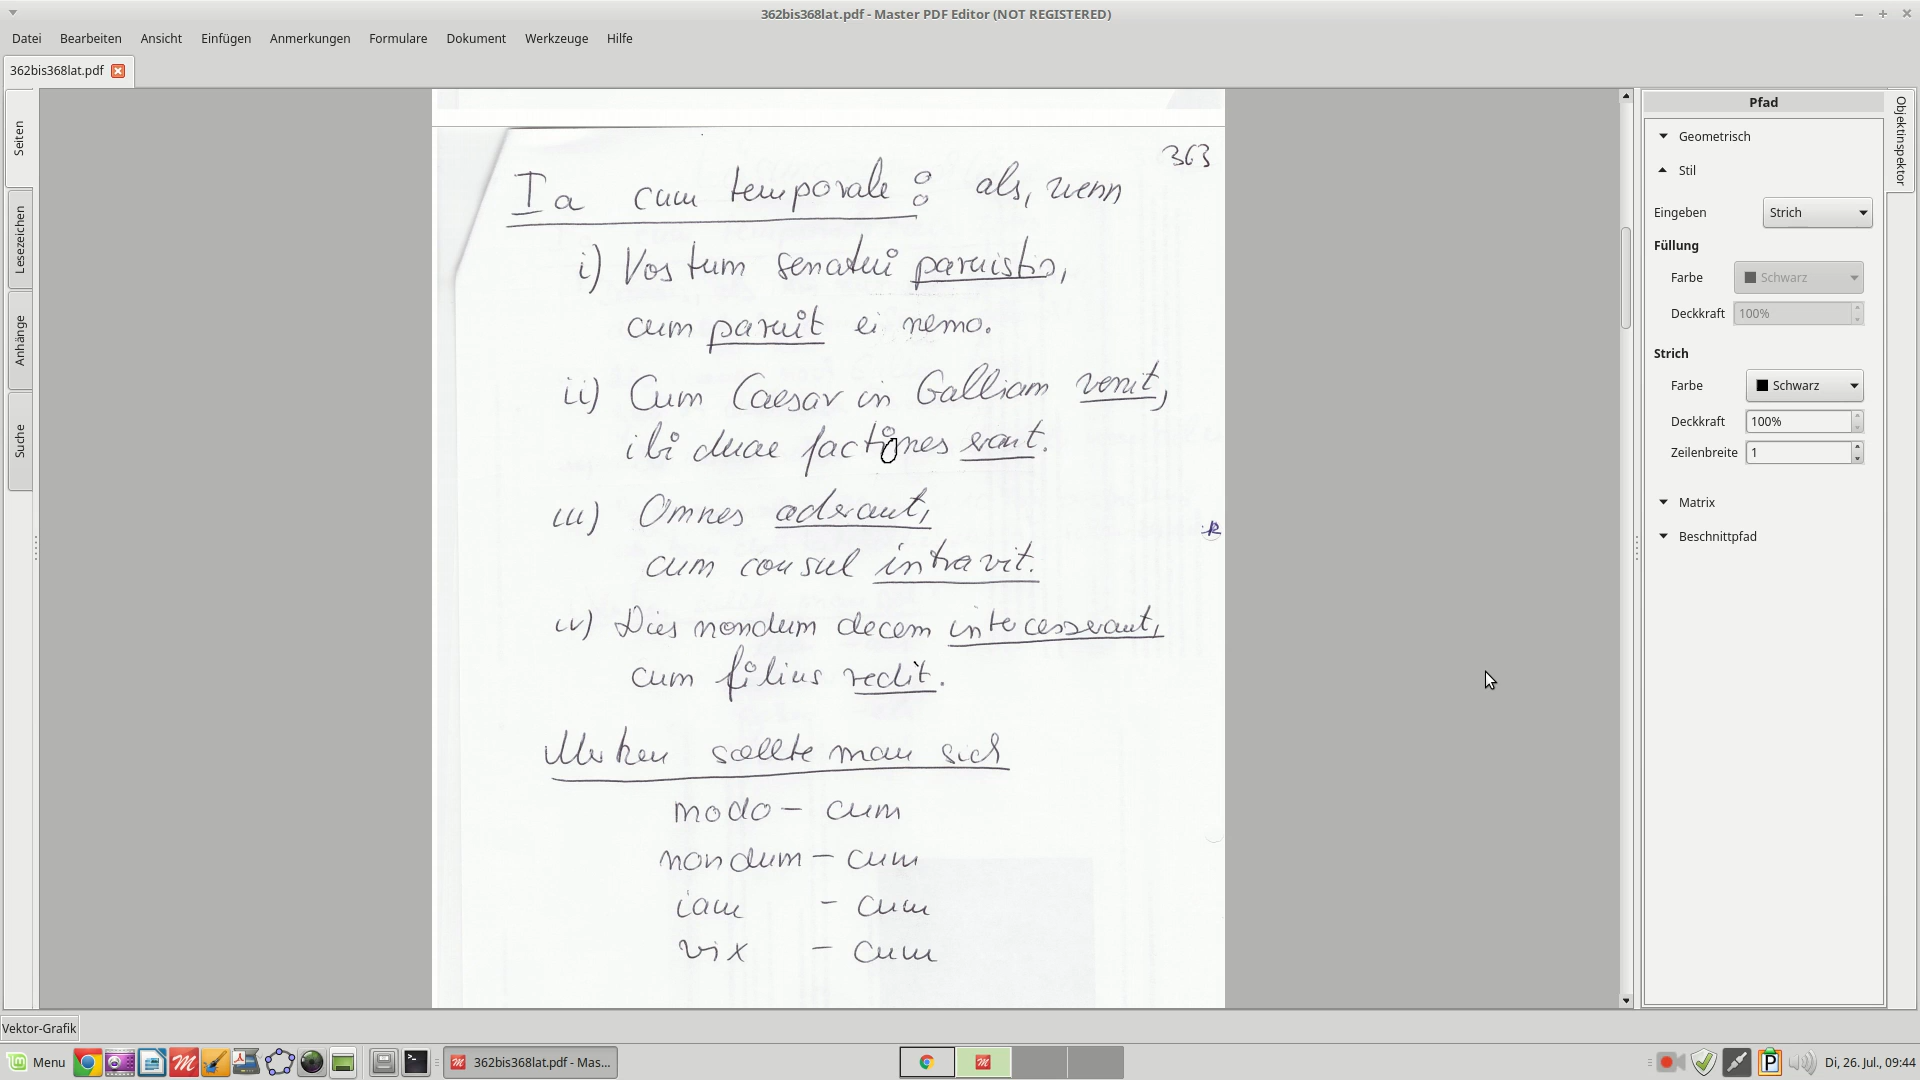 362bis368lat.pdf - Master PDF Editor (NOT REGISTERED)
Datei Bearbeiten Ansicht Einfügen Anmerkungen Formulare Dokument Werkzeuge Hilfe
362bis368lat.pdf
Seiten
Lesezeichen
Anhänge
Suche
363
I a cum temporale : als, wenn
i) Vos tum senatui paruistis,
cum paruit ei nemo.
ii) Cum Caesar in Galliam venit,
ibi duae factiones erant.
iii) Omnes aderant,
cum consul intravit.
iv) Dies nondum decem intercesserant,
cum filius redit.
Merken sollte man sich
modo - cum
nondum - cum
iam - cum
vix - cum
Pfad
Geometrisch
Stil
Eingeben Strich
Füllung
Farbe Schwarz
Deckkraft 100%
Strich
Farbe Schwarz
Deckkraft 100%
Zeilenbreite 1
Matrix
Beschnittpfad
Objektinspektor
Vektor-Grafik
Menu 362bis368lat.pdf - Mas... Di, 26. Jul., 09:44